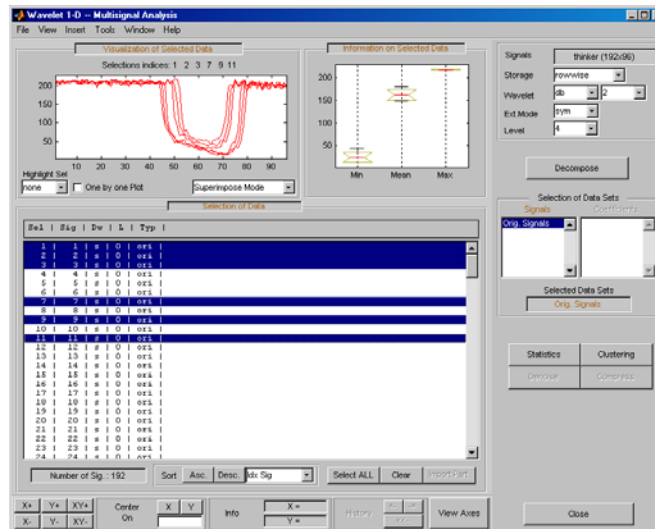 Wavelet 1-D -- Multisignal Analysis
File View Insert Tools Window Help
Visualization of Selected Data
Selections indices: 1 2 3 7 9 11
200
150
100
50
10 20 30 40 50 60 70 80 90
Highlight Sel
none
One by one Plot
Superimpose Mode
Information on Selected Data
200
150
100
50
Min Mean Max
Selection of Data
Sel | Sig | Dw | L | Typ |
1 | 1 | s | 0 | ori |
2 | 2 | s | 0 | ori |
3 | 3 | s | 0 | ori |
4 | 4 | s | 0 | ori |
5 | 5 | s | 0 | ori |
6 | 6 | s | 0 | ori |
7 | 7 | s | 0 | ori |
8 | 8 | s | 0 | ori |
9 | 9 | s | 0 | ori |
10 | 10 | s | 0 | ori |
11 | 11 | s | 0 | ori |
12 | 12 | s | 0 | ori |
13 | 13 | s | 0 | ori |
14 | 14 | s | 0 | ori |
15 | 15 | s | 0 | ori |
16 | 16 | s | 0 | ori |
17 | 17 | s | 0 | ori |
18 | 18 | s | 0 | ori |
19 | 19 | s | 0 | ori |
20 | 20 | s | 0 | ori |
21 | 21 | s | 0 | ori |
22 | 22 | s | 0 | ori |
23 | 23 | s | 0 | ori |
24 | 24 | s | 0 | ori |
Number of Sig.: 192
Sort Asc. Desc. Idx Sig
Select ALL Clear Import Part.
Signals thinker (192x96)
Storage rowwise
Wavelet db 2
Ext.Mode sym
Level 4
Decompose
Selection of Data Sets
Signals Coefficients
Orig. Signals
Selected Data Sets
Orig. Signals
Statistics Clustering
Denoise Compress
X+ Y+ XY+
X- Y- XY-
Center On
X Y
Info
X =
Y =
History
View Axes
Close